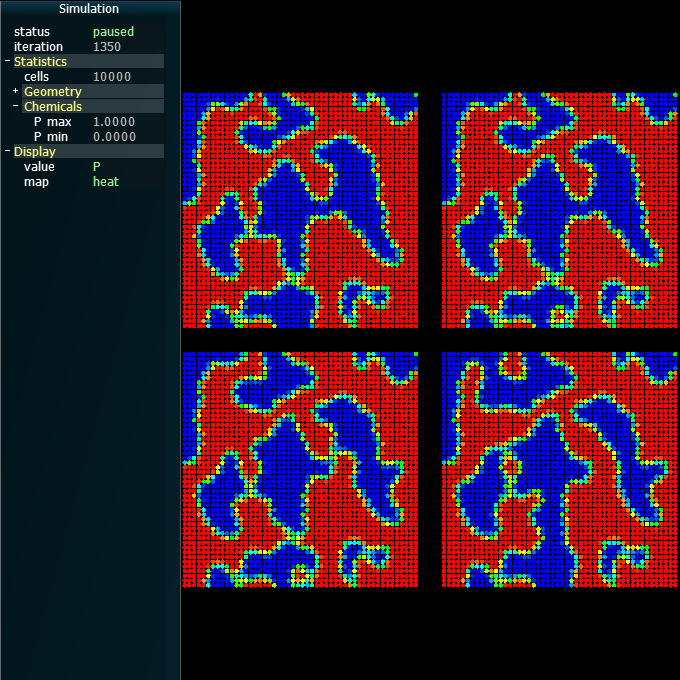 Simulation
status paused
iteration 1350
- Statistics
cells 10000
+ Geometry
- Chemicals
P max 1.0000
P min 0.0000
- Display
value P
map heat